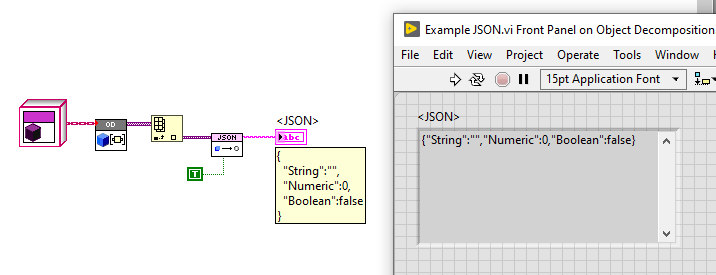 Example JSON.vi Front Panel on Object Decomposition
File Edit View Project Operate Tools Window
15pt Application Font
<JSON>
{"String":"","Numeric":0,"Boolean":false}
OD
JSON
T
<JSON>
abc
{
"String":"",
"Numeric":0,
"Boolean":false
}